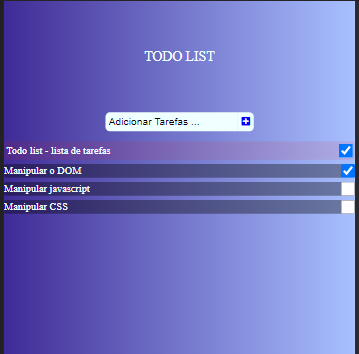 TODO LIST
Adicionar Tarefas ...
Todo list - lista de tarefas
Manipular o DOM
Manipular javascript
Manipular CSS